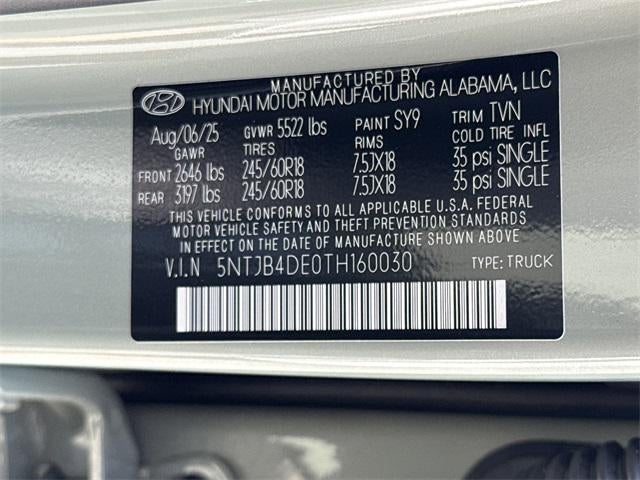 MANUFACTURED BY
HYUNDAI MOTOR MANUFACTURING ALABAMA, LLC
Aug/06/25 GVWR 5522 lbs PAINT SY9 TRIM TVN
GAWR TIRES RIMS COLD TIRE INFL
FRONT 2646 lbs 245/60R18 7.5JX18 35 psi SINGLE
REAR 3197 lbs 245/60R18 7.5JX18 35 psi SINGLE
THIS VEHICLE CONFORMS TO ALL APPLICABLE U.S.A. FEDERAL
MOTOR VEHICLE SAFETY AND THEFT PREVENTION STANDARDS
IN EFFECT ON THE DATE OF MANUFACTURE SHOWN ABOVE
V.I.N 5NTJB4DE0TH160030 TYPE: TRUCK